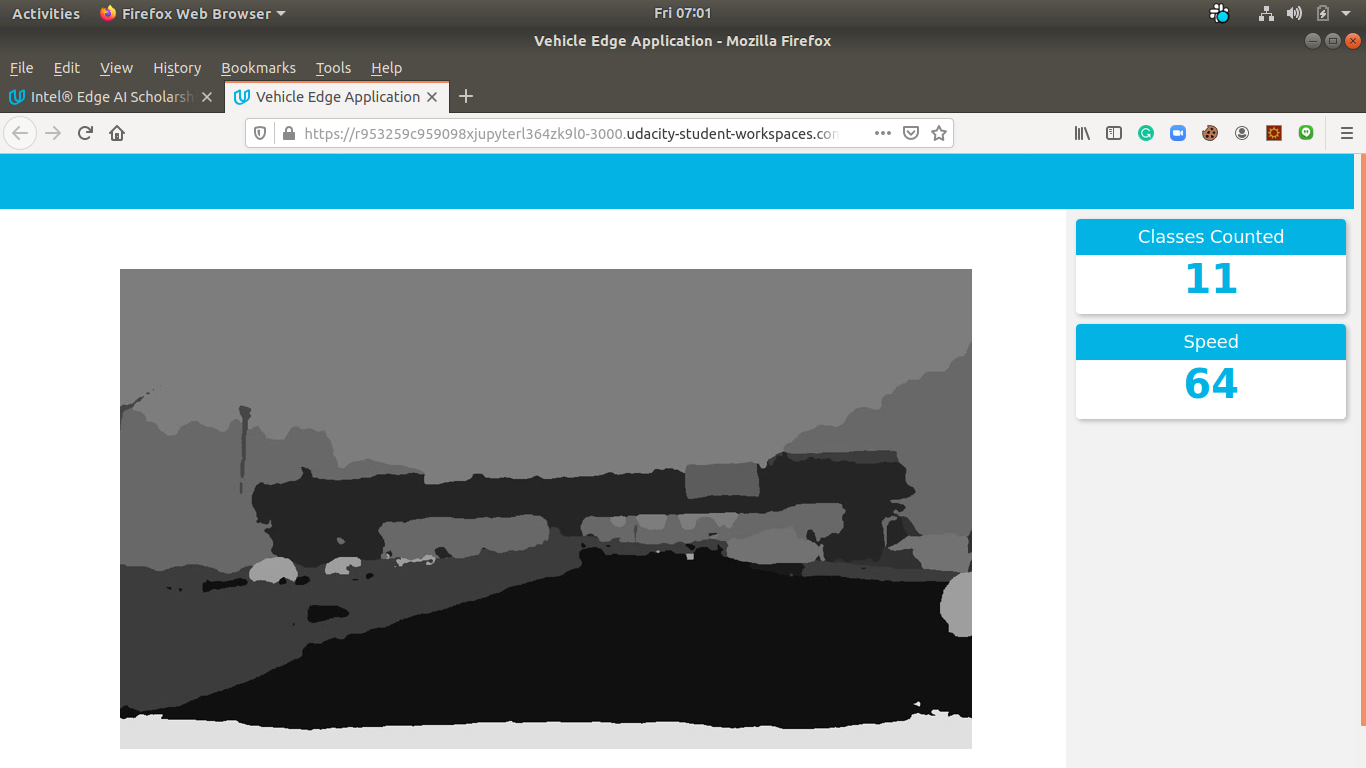 Activities Firefox Web Browser Fri 07:01
Vehicle Edge Application - Mozilla Firefox
File Edit View History Bookmarks Tools Help
Intel® Edge AI Scholarsh Vehicle Edge Application
https://r953259c959098xjupyterl364zk9l0-3000.udacity-student-workspaces.con
Classes Counted
11
Speed
64